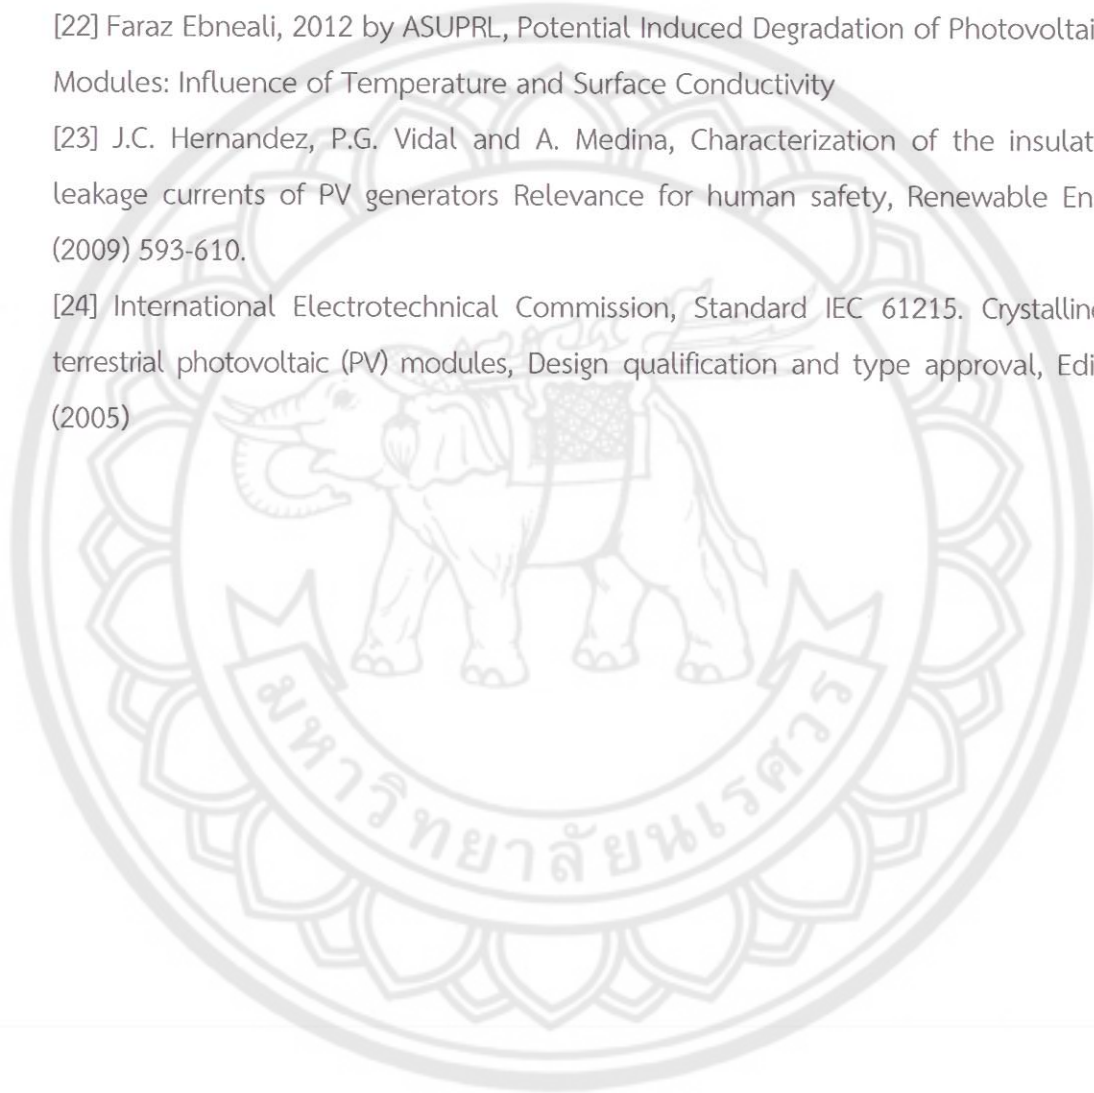 [22] Faraz Ebneali, 2012 by ASUPRL, Potential Induced Degradation of Photovoltai
Modules: Influence of Temperature and Surface Conductivity
[23] J.C. Hernandez, P.G. Vidal and A. Medina, Characterization of the insulat
leakage currents of PV generators Relevance for human safety, Renewable En
(2009) 593-610.
[24] International Electrotechnical Commission, Standard IEC 61215. Crystalline
terrestrial photovoltaic (PV) modules, Design qualification and type approval, Edi
(2005)
มหาวิทยาลัยนเรศวร